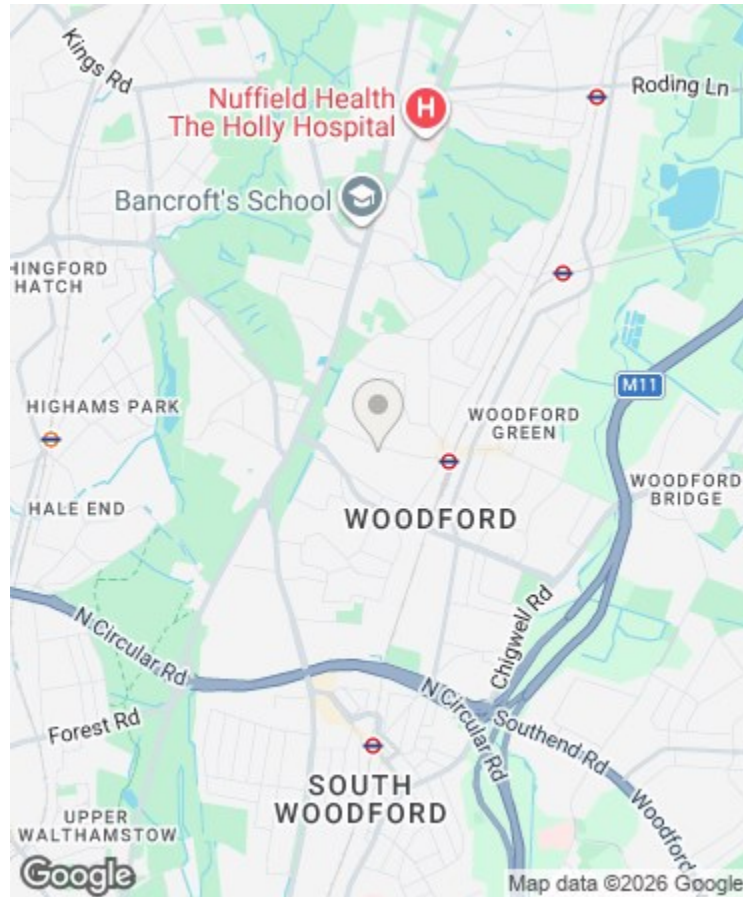 Kings Rd
Nuffield Health
The Holly Hospital
H
Roding Ln
Bancroft's School
HINGFORD
HATCH
M11
HIGHAMS PARK
WOODFORD
GREEN
WOODFORD
BRIDGE
HALE END
WOODFORD
Chigwell Rd
N Circular Rd
N Circular Rd
Southend Rd
Woodford
Forest Rd
SOUTH
WOODFORD
UPPER
WALTHAMSTOW
Google
Map data ©2026 Google